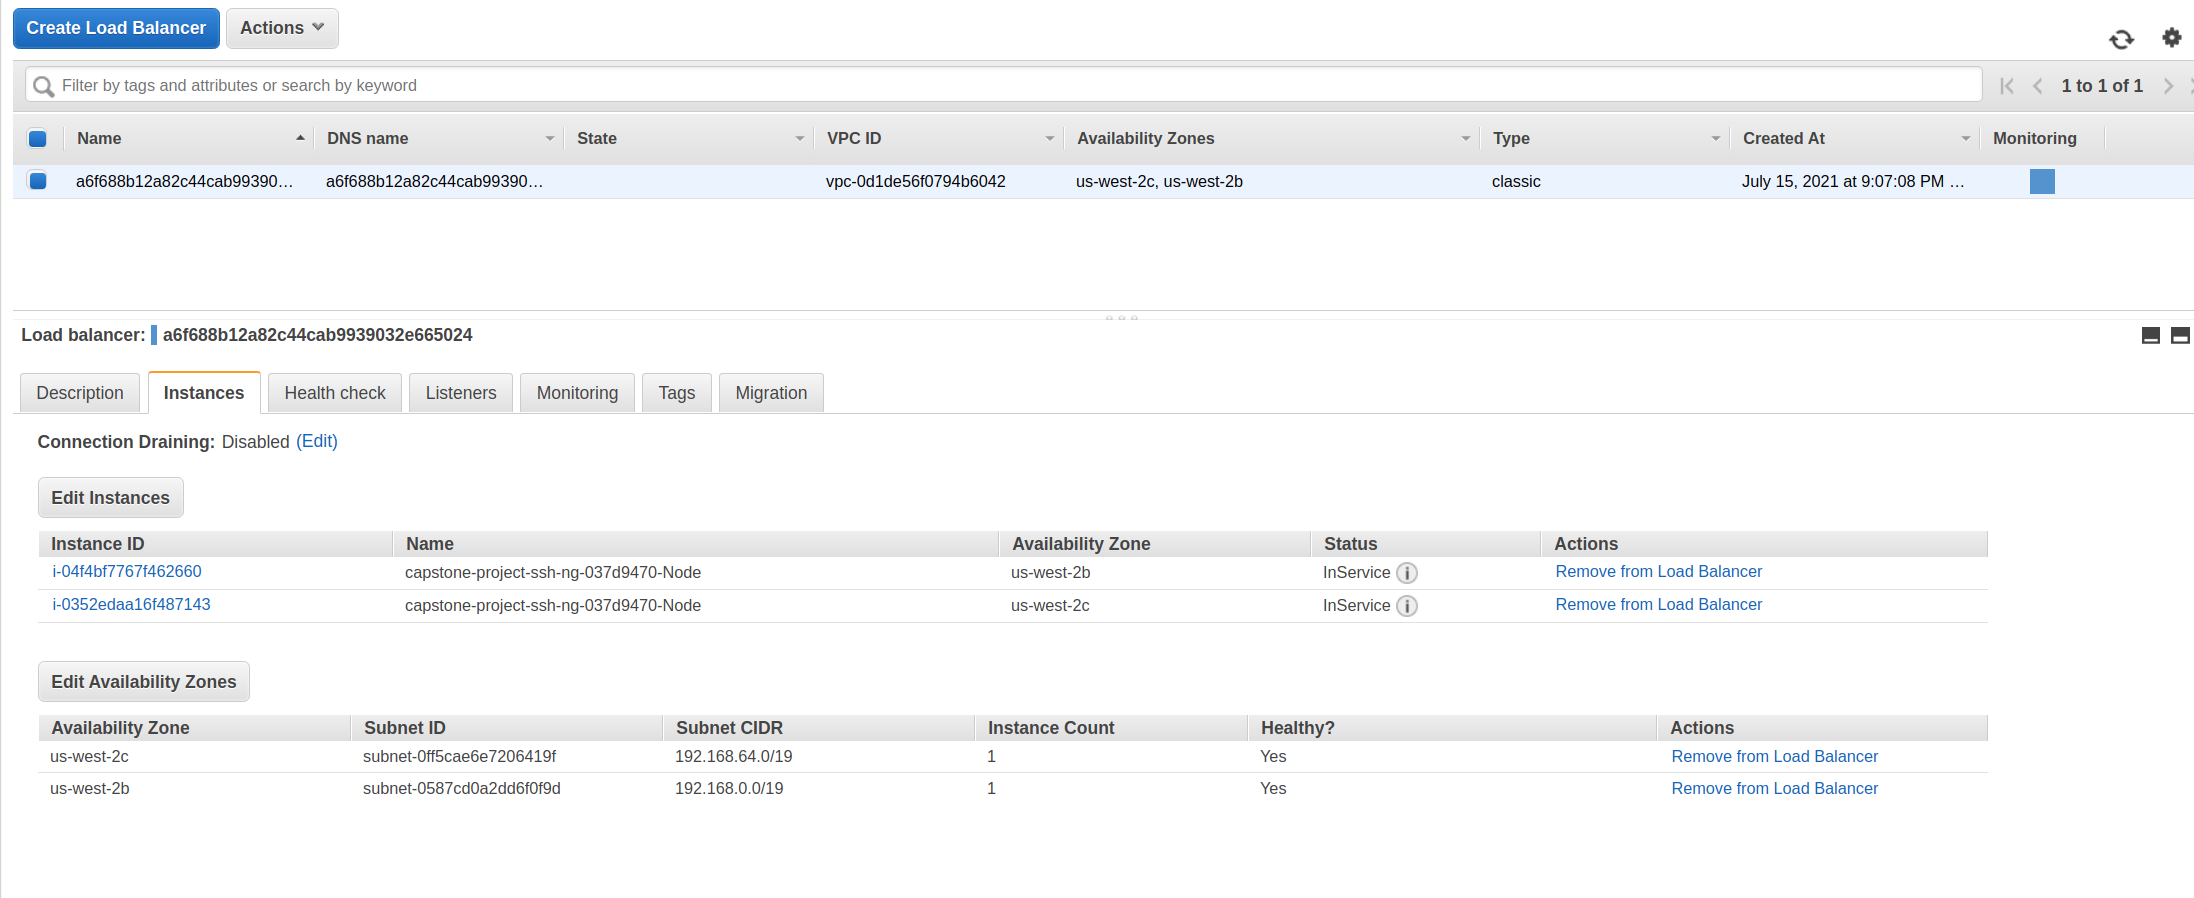 Create Load Balancer Actions
Filter by tags and attributes or search by keyword 1 to 1 of 1
Name DNS name State VPC ID Availability Zones Type Created At Monitoring
a6f688b12a82c44cab99390… a6f688b12a82c44cab99390… vpc-0d1de56f0794b6042 us-west-2c, us-west-2b classic July 15, 2021 at 9:07:08 PM …
Load balancer: a6f688b12a82c44cab9939032e665024
Description Instances Health check Listeners Monitoring Tags Migration
Connection Draining: Disabled (Edit)
Edit Instances
Instance ID Name Availability Zone Status Actions
i-04f4bf7767f462660 capstone-project-ssh-ng-037d9470-Node us-west-2b InService Remove from Load Balancer
i-0352edaa16f487143 capstone-project-ssh-ng-037d9470-Node us-west-2c InService Remove from Load Balancer
Edit Availability Zones
Availability Zone Subnet ID Subnet CIDR Instance Count Healthy? Actions
us-west-2c subnet-0ff5cae6e7206419f 192.168.64.0/19 1 Yes Remove from Load Balancer
us-west-2b subnet-0587cd0a2dd6f0f9d 192.168.0.0/19 1 Yes Remove from Load Balancer